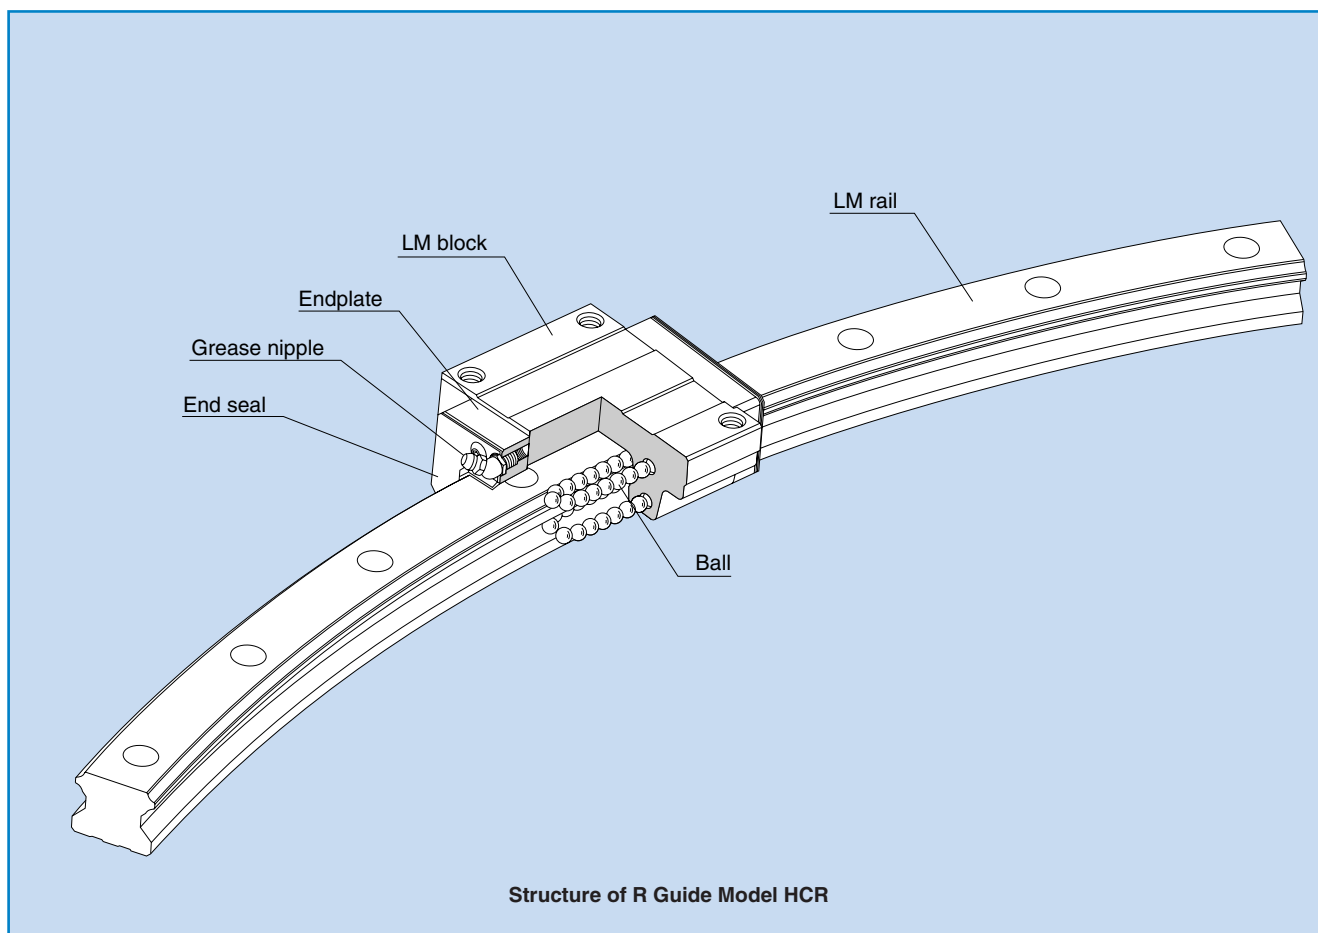 LM rail
LM block
Endplate
Grease nipple
End seal
Ball
Structure of R Guide Model HCR